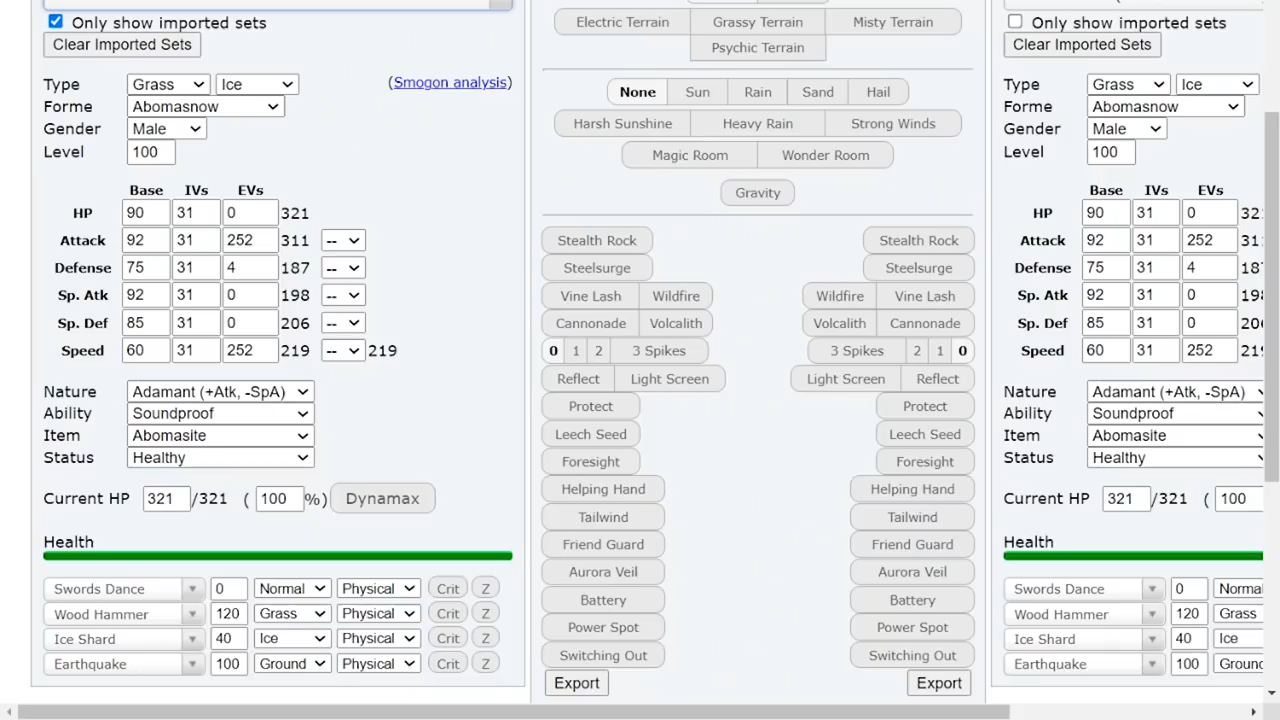 Only show imported sets
Clear Imported Sets
(Smogon analysis)
Type Grass Ice
Forme Abomasnow
Gender Male
Level 100
Base IVs EVs
HP 90 31 0 321
Attack 92 31 252 311 --
Defense 75 31 4 187 --
Sp. Atk 92 31 0 198 --
Sp. Def 85 31 0 206 --
Speed 60 31 252 219 -- 219
Nature Adamant (+Atk, -SpA)
Ability Soundproof
Item Abomasite
Status Healthy
Current HP 321 /321 ( 100 %) Dynamax
Health
Swords Dance 0 Normal Physical Crit Z
Wood Hammer 120 Grass Physical Crit Z
Ice Shard 40 Ice Physical Crit Z
Earthquake 100 Ground Physical Crit Z
Electric Terrain Grassy Terrain Misty Terrain
Psychic Terrain
None Sun Rain Sand Hail
Harsh Sunshine Heavy Rain Strong Winds
Magic Room Wonder Room
Gravity
Stealth Rock Stealth Rock
Steelsurge Steelsurge
Vine Lash Wildfire Wildfire Vine Lash
Cannonade Volcalith Volcalith Cannonade
0 1 2 3 Spikes 3 Spikes 2 1 0
Reflect Light Screen Light Screen Reflect
Protect Protect
Leech Seed Leech Seed
Foresight Foresight
Helping Hand Helping Hand
Tailwind Tailwind
Friend Guard Friend Guard
Aurora Veil Aurora Veil
Battery Battery
Power Spot Power Spot
Switching Out Switching Out
Export Export
Only show imported sets
Clear Imported Sets
Type Grass Ice
Forme Abomasnow
Gender Male
Level 100
Base IVs EVs
HP 90 31 0 32
Attack 92 31 252 31
Defense 75 31 4 18
Sp. Atk 92 31 0 19
Sp. Def 85 31 0 20
Speed 60 31 252 21
Nature Adamant (+Atk, -SpA)
Ability Soundproof
Item Abomasite
Status Healthy
Current HP 321 /321 ( 100
Health
Swords Dance 0 Norma
Wood Hammer 120 Grass
Ice Shard 40 Ice
Earthquake 100 Ground